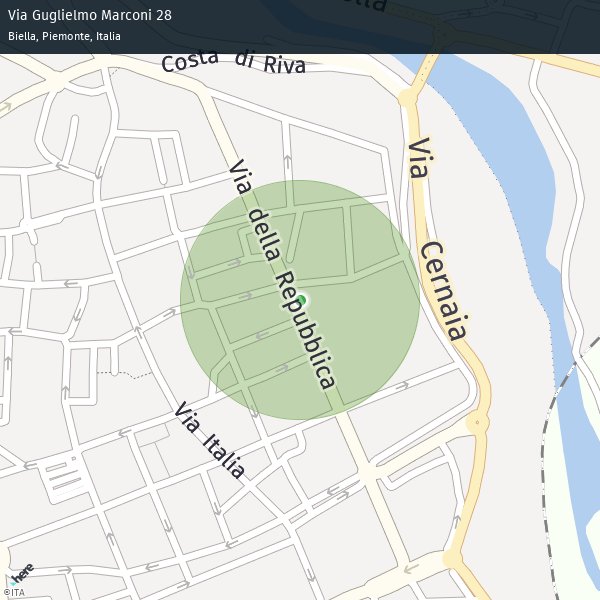 Via Guglielmo Marconi 28
Biella, Piemonte, Italia
Costa di Riva
Via Cernaia
Via della Repubblica
Via Italia
here
©ITA